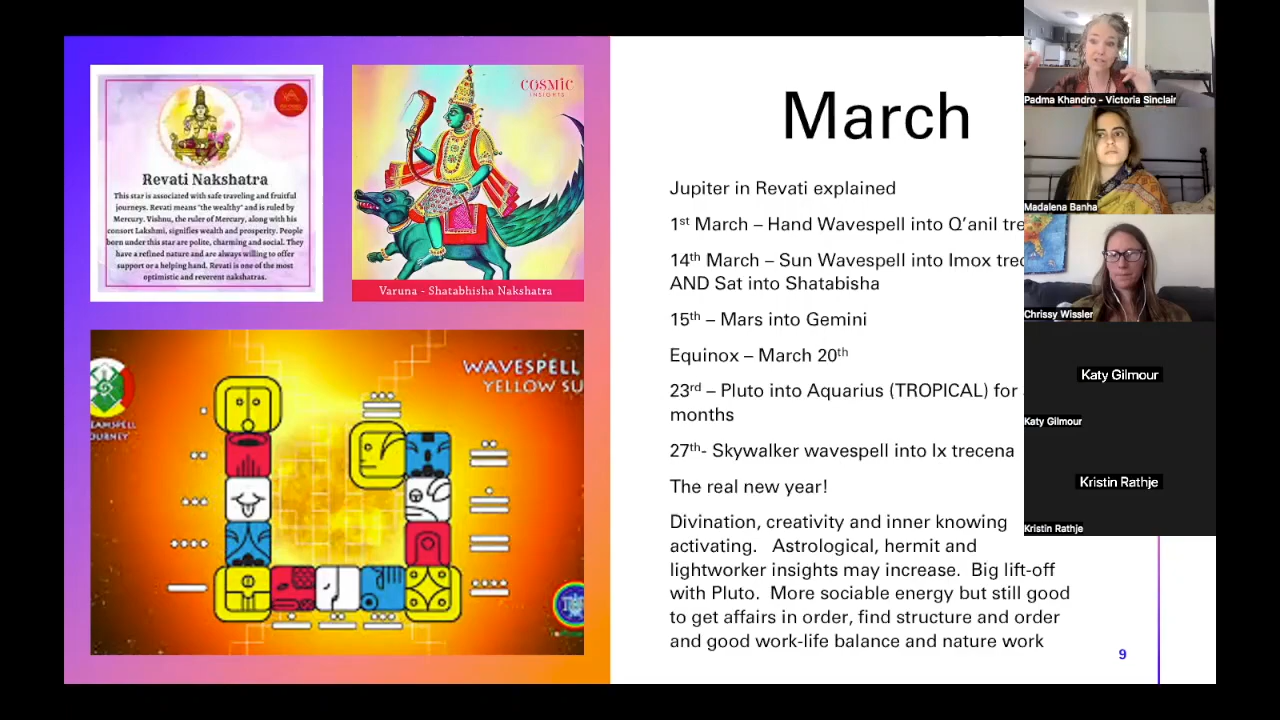 Revati Nakshatra
This star is associated with safe traveling and fruitful
journeys. Revati means "the wealthy" and is ruled by
Mercury. Vishnu, the ruler of Mercury, along with his
consort Lakshmi, signifies wealth and prosperity. People
born under this star are polite, charming and social. They
have a refined nature and are always willing to offer
support or a helping hand. Revati is one of the most
optimistic and reverent nakshatras.
COSMIC
INSIGHTS
Varuna - Shatabhisha Nakshatra
WAVESPELL
YELLOW SU
EAMSPELL
OURNEY
March
Jupiter in Revati explained
1st March – Hand Wavespell into Q’anil tre
14th March – Sun Wavespell into Imox trec
AND Sat into Shatabisha
15th – Mars into Gemini
Equinox – March 20th
23rd – Pluto into Aquarius (TROPICAL) for
months
27th- Skywalker wavespell into Ix trecena
The real new year!
Divination, creativity and inner knowing
activating. Astrological, hermit and
lightworker insights may increase. Big lift-off
with Pluto. More sociable energy but still good
to get affairs in order, find structure and order
and good work-life balance and nature work
9
Padma Khandro - Victoria Sinclair
Madalena Banha
Chrissy Wissler
Katy Gilmour
Katy Gilmour
Kristin Rathje
Kristin Rathje